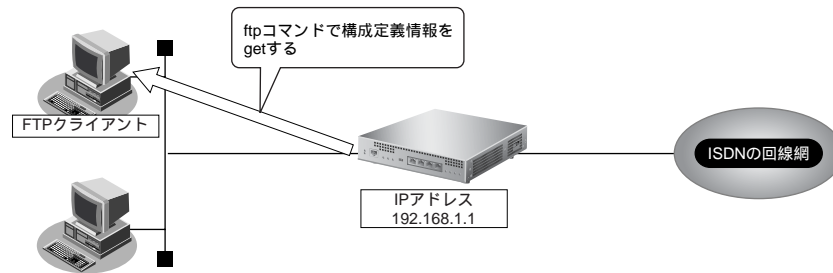 ftpコマンドで構成定義情報を
getする
FTPクライアント
ISDNの回線網
IPアドレス
192.168.1.1